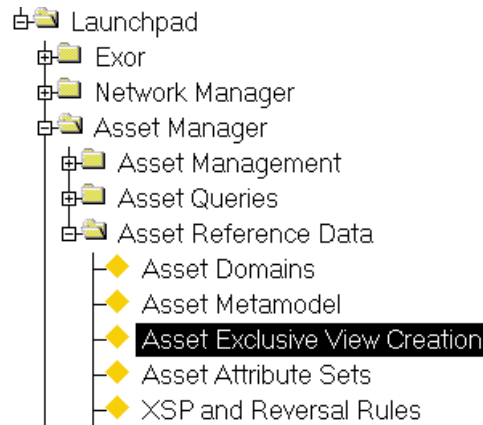 Launchpad
Exor
Network Manager
Asset Manager
Asset Management
Asset Queries
Asset Reference Data
Asset Domains
Asset Metamodel
Asset Exclusive View Creation
Asset Attribute Sets
XSP and Reversal Rules